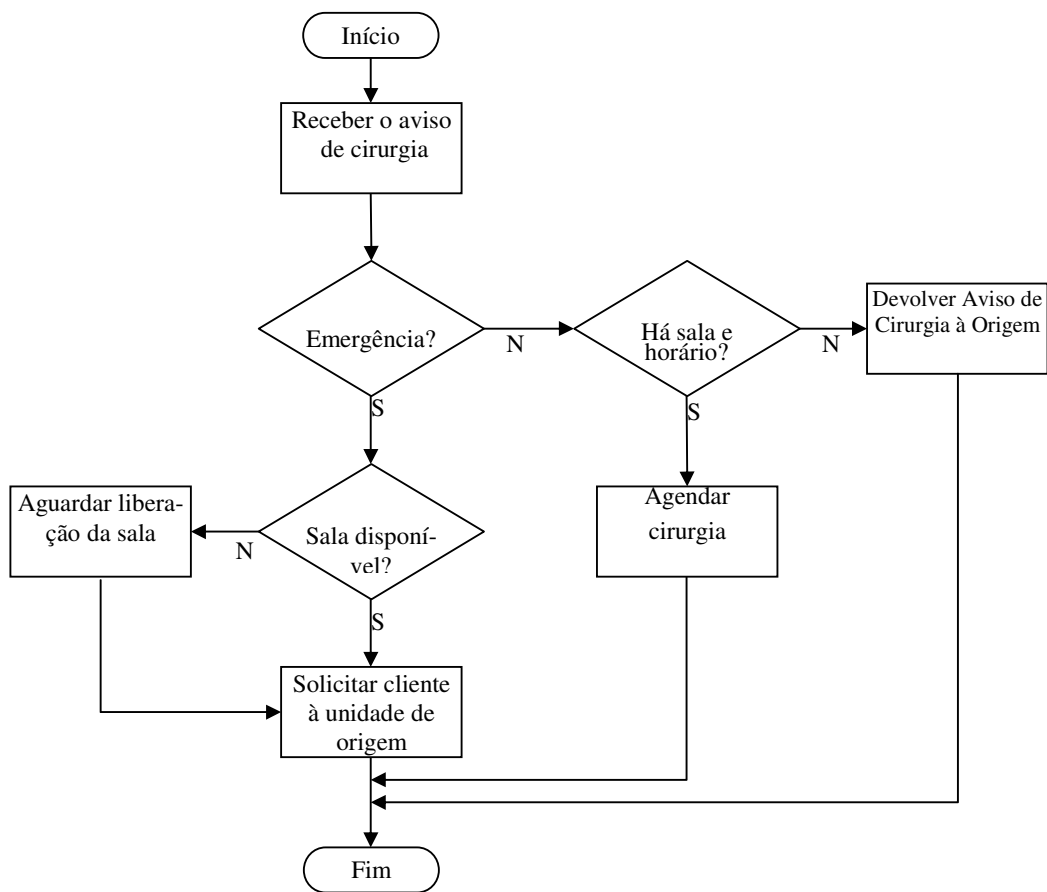 Início
Receber o aviso
de cirurgia
Emergência?
N
Há sala e
horário?
N
Devolver Aviso de
Cirurgia à Origem
S
S
Aguardar libera-
ção da sala
N
Sala disponí-
vel?
Agendar
cirurgia
S
Solicitar cliente
à unidade de
origem
Fim